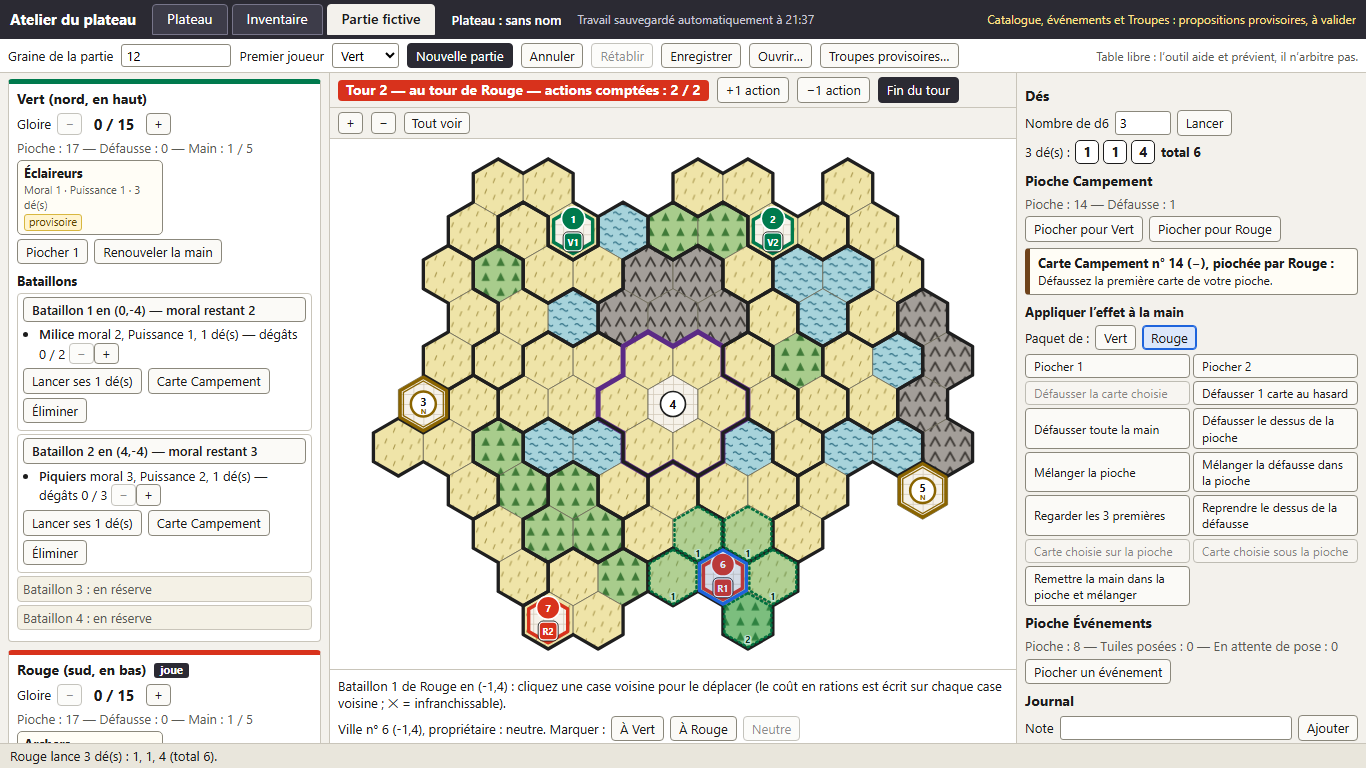 Atelier du plateau
Plateau
Inventaire
Partie fictive
Plateau : sans nom
Travail sauvegardé automatiquement à 21:37
Catalogue, événements et Troupes : propositions provisoires, à valider
Graine de la partie
12
Premier joueur
Vert
Nouvelle partie
Annuler
Rétablir
Enregistrer
Ouvrir...
Troupes provisoires...
Table libre : l'outil aide et prévient, il n'arbitre pas.
Vert (nord, en haut)
Gloire
−
0 / 15
+
Pioche : 17 — Défausse : 0 — Main : 1 / 5
Éclaireurs
Moral 1 · Puissance 1 · 3
dé(s)
provisoire
Piocher 1
Renouveler la main
Bataillons
Bataillon 1 en (0,-4) — moral restant 2
• Milice moral 2, Puissance 1, 1 dé(s) — dégâts
0 / 2
−
+
Lancer ses 1 dé(s)
Carte Campement
Éliminer
Bataillon 2 en (4,-4) — moral restant 3
• Piquiers moral 3, Puissance 2, 1 dé(s) —
dégâts 0 / 3
−
+
Lancer ses 1 dé(s)
Carte Campement
Éliminer
Bataillon 3 : en réserve
Bataillon 4 : en réserve
Rouge (sud, en bas)
joue
Gloire
−
0 / 15
+
Pioche : 17 — Défausse : 0 — Main : 1 / 5
Tour 2 — au tour de Rouge — actions comptées : 2 / 2
+1 action
−1 action
Fin du tour
+
−
Tout voir
1
V1
2
V2
3
N
4
5
N
1
1
6
R1
1
1
7
R2
2
Bataillon 1 de Rouge en (-1,4) : cliquez une case voisine pour le déplacer (le coût en rations est écrit sur chaque case
voisine ; ✕ = infranchissable).
Ville n° 6 (-1,4), propriétaire : neutre. Marquer :
À Vert
À Rouge
Neutre
Dés
Nombre de d6
3
Lancer
3 dé(s) :
1
1
4
total 6
Pioche Campement
Pioche : 14 — Défausse : 1
Piocher pour Vert
Piocher pour Rouge
Carte Campement n° 14 (−), piochée par Rouge :
Défaussez la première carte de votre pioche.
Appliquer l'effet à la main
Paquet de :
Vert
Rouge
Piocher 1
Piocher 2
Défausser la carte choisie
Défausser 1 carte au hasard
Défausser toute la main
Défausser le dessus de la
pioche
Mélanger la pioche
Mélanger la défausse dans
la pioche
Regarder les 3 premières
Reprendre le dessus de la
défausse
Carte choisie sur la pioche
Carte choisie sous la pioche
Remettre la main dans la
pioche et mélanger
Pioche Événements
Pioche : 8 — Tuiles posées : 0 — En attente de pose : 0
Piocher un événement
Journal
Note
Ajouter
Rouge lance 3 dé(s) : 1, 1, 4 (total 6).